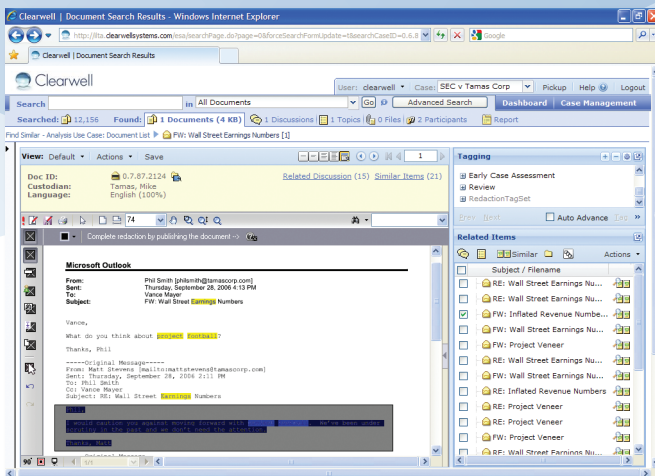 Clearwell | Document Search Results - Windows Internet Explorer
http://ilta.clearwellsystems.com/esa/searchPage.do?page=0&forceSearchFormUpdate=t&searchCaseID=0.6.8
Google
Clearwell | Document Search Results
Clearwell
User: clearwell Case: SEC v Tamas Corp Pickup Help Logout
Search in All Documents Go Advanced Search Dashboard Case Management
Searched: 12,156 Found: 1 Documents (4 KB) 1 Discussions 1 Topics 0 Files 2 Participants Report
Find Similar - Analysis Use Case: Document List FW: Wall Street Earnings Numbers [1]
View: Default Actions Save 1
Doc ID: 0.7.87.2124 Related Discussion (15) Similar Items (21)
Custodian: Tamas, Mike
Language: English (100%)
74
Complete redaction by publishing the document ->
Microsoft Outlook
From: Phil Smith [philsmith@tamascorp.com]
Sent: Thursday, September 28, 2006 4:13 PM
To: Vance Mayer
Subject: FW: Wall Street Earnings Numbers
Vance,
What do you think about project football?
Thanks, Phil
-----Original Message-----
From: Matt Stevens [mailto:mattstevens@tamascorp.com]
Sent: Thursday, September 28, 2006 2:11 PM
To: Phil Smith
Cc: Vance Mayer
Subject: RE: Wall Street Earnings Numbers
Phil,
I would caution you against moving forward with We've been under
scrutiny in the past and we don't need the attention.
Thanks, Matt
90° 1/1
Tagging
Early Case Assessment
Review
RedactionTagSet
Prev Next Auto Advance
Related Items
Similar Actions
Subject / Filename
RE: Wall Street Earnings Nu...
RE: Wall Street Earnings Nu...
FW: Inflated Revenue Numbe...
FW: Wall Street Earnings Nu...
FW: Project Veneer
RE: Wall Street Earnings Nu...
FW: Wall Street Earnings Nu...
RE: Inflated Revenue Numbers
RE: Project Veneer
RE: Project Veneer
FW: Project Veneer
RE: Wall Street Earnings Nu...